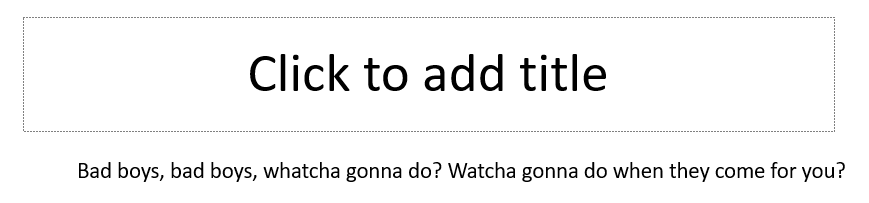 Click to add title
Bad boys, bad boys, whatcha gonna do? Watcha gonna do when they come for you?